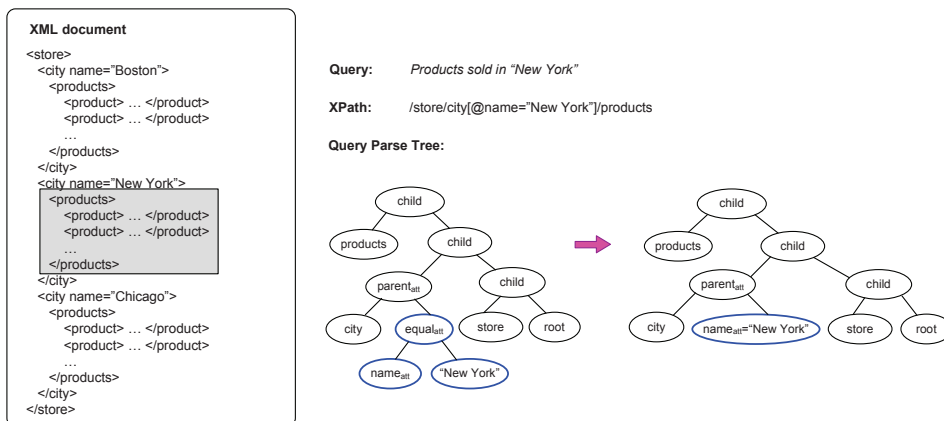 XML document
<store>
<city name=”Boston”>
<products>
<product> … </product>
<product> … </product>
…
</products>
</city>
<city name=”New York”>
<products>
<product> … </product>
<product> … </product>
…
</products>
</city>
<city name=”Chicago”>
<products>
<product> … </product>
<product> … </product>
…
</products>
</city>
</store>
Query: Products sold in “New York”
XPath: /store/city[@name=”New York”]/products
Query Parse Tree:
child
products child
parentatt child
city equalatt store root
nameatt “New York”
child
products child
parentatt child
city nameatt=“New York” store root